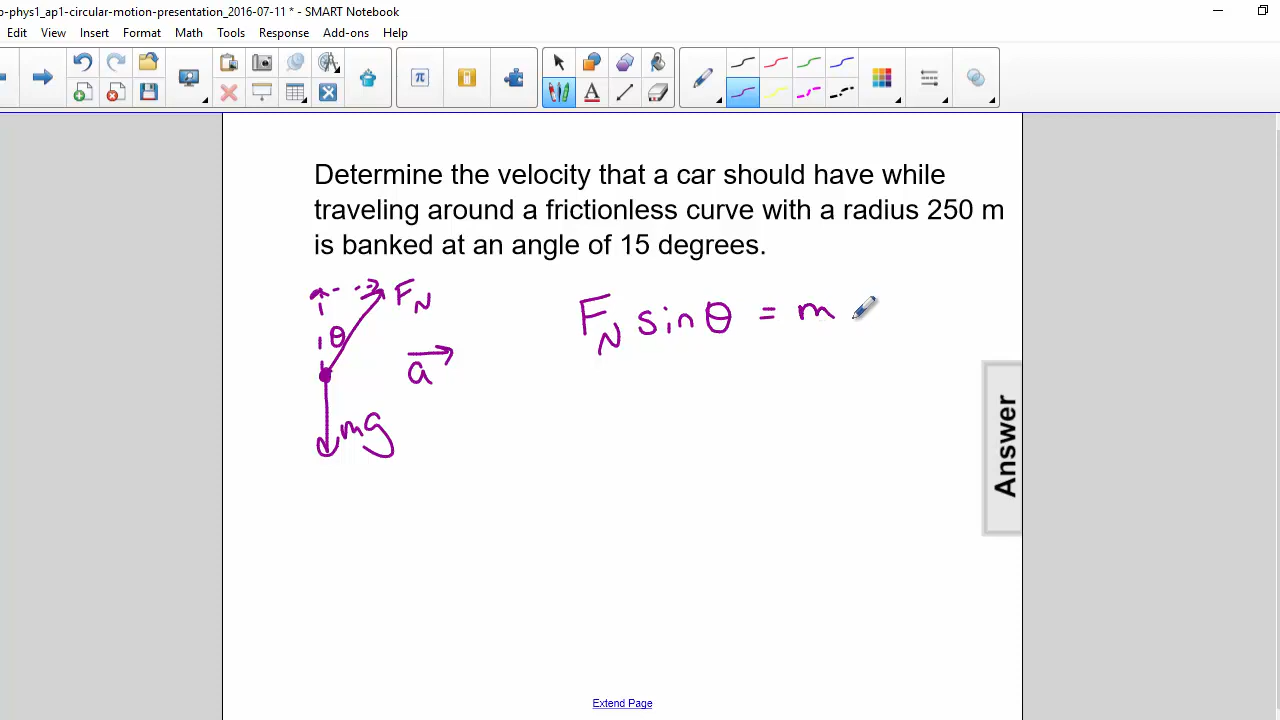 o-phys1_ap1-circular-motion-presentation_2016-07-11 * - SMART Notebook
Edit View Insert Format Math Tools Response Add-ons Help
π
A
Determine the velocity that a car should have while
traveling around a frictionless curve with a radius 250 m
is banked at an angle of 15 degrees.
F_N
θ
a
mg
F_N sin θ = m
Answer
Extend Page